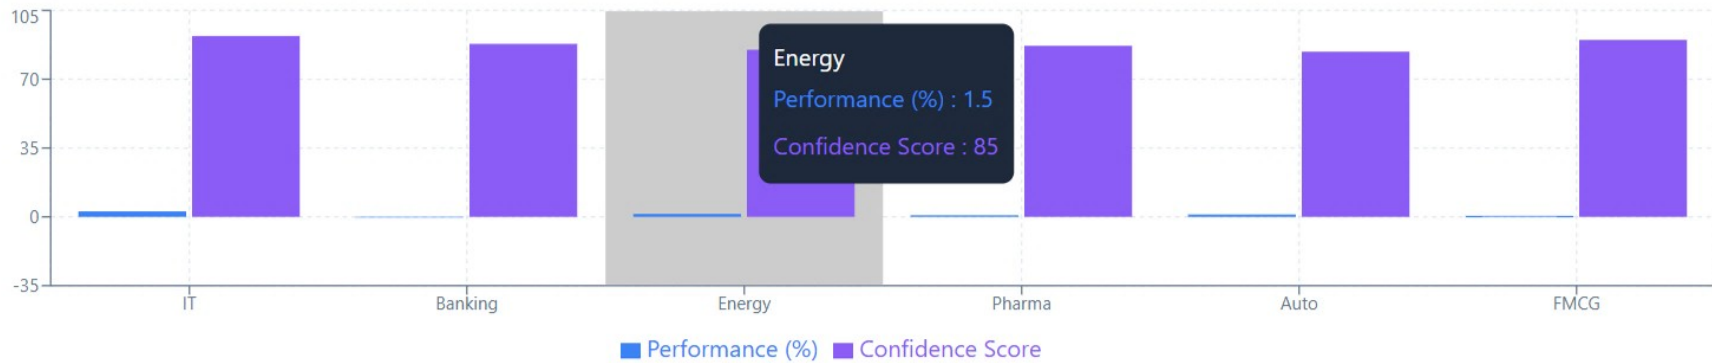 105
70
35
0
-35
Energy
Performance (%) : 1.5
Confidence Score : 85
IT Banking Energy Pharma Auto FMCG
Performance (%) Confidence Score